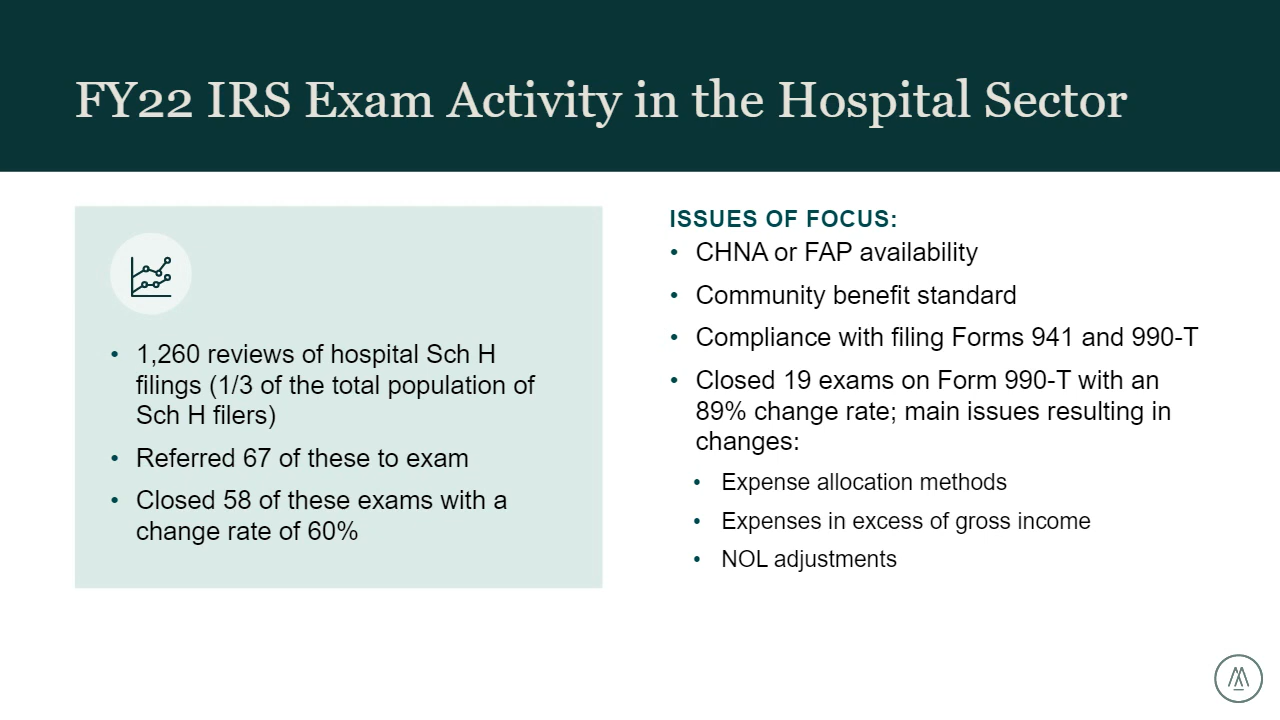 FY22 IRS Exam Activity in the Hospital Sector
• 1,260 reviews of hospital Sch H
filings (1/3 of the total population of
Sch H filers)
• Referred 67 of these to exam
• Closed 58 of these exams with a
change rate of 60%
ISSUES OF FOCUS:
• CHNA or FAP availability
• Community benefit standard
• Compliance with filing Forms 941 and 990-T
• Closed 19 exams on Form 990-T with an
89% change rate; main issues resulting in
changes:
• Expense allocation methods
• Expenses in excess of gross income
• NOL adjustments